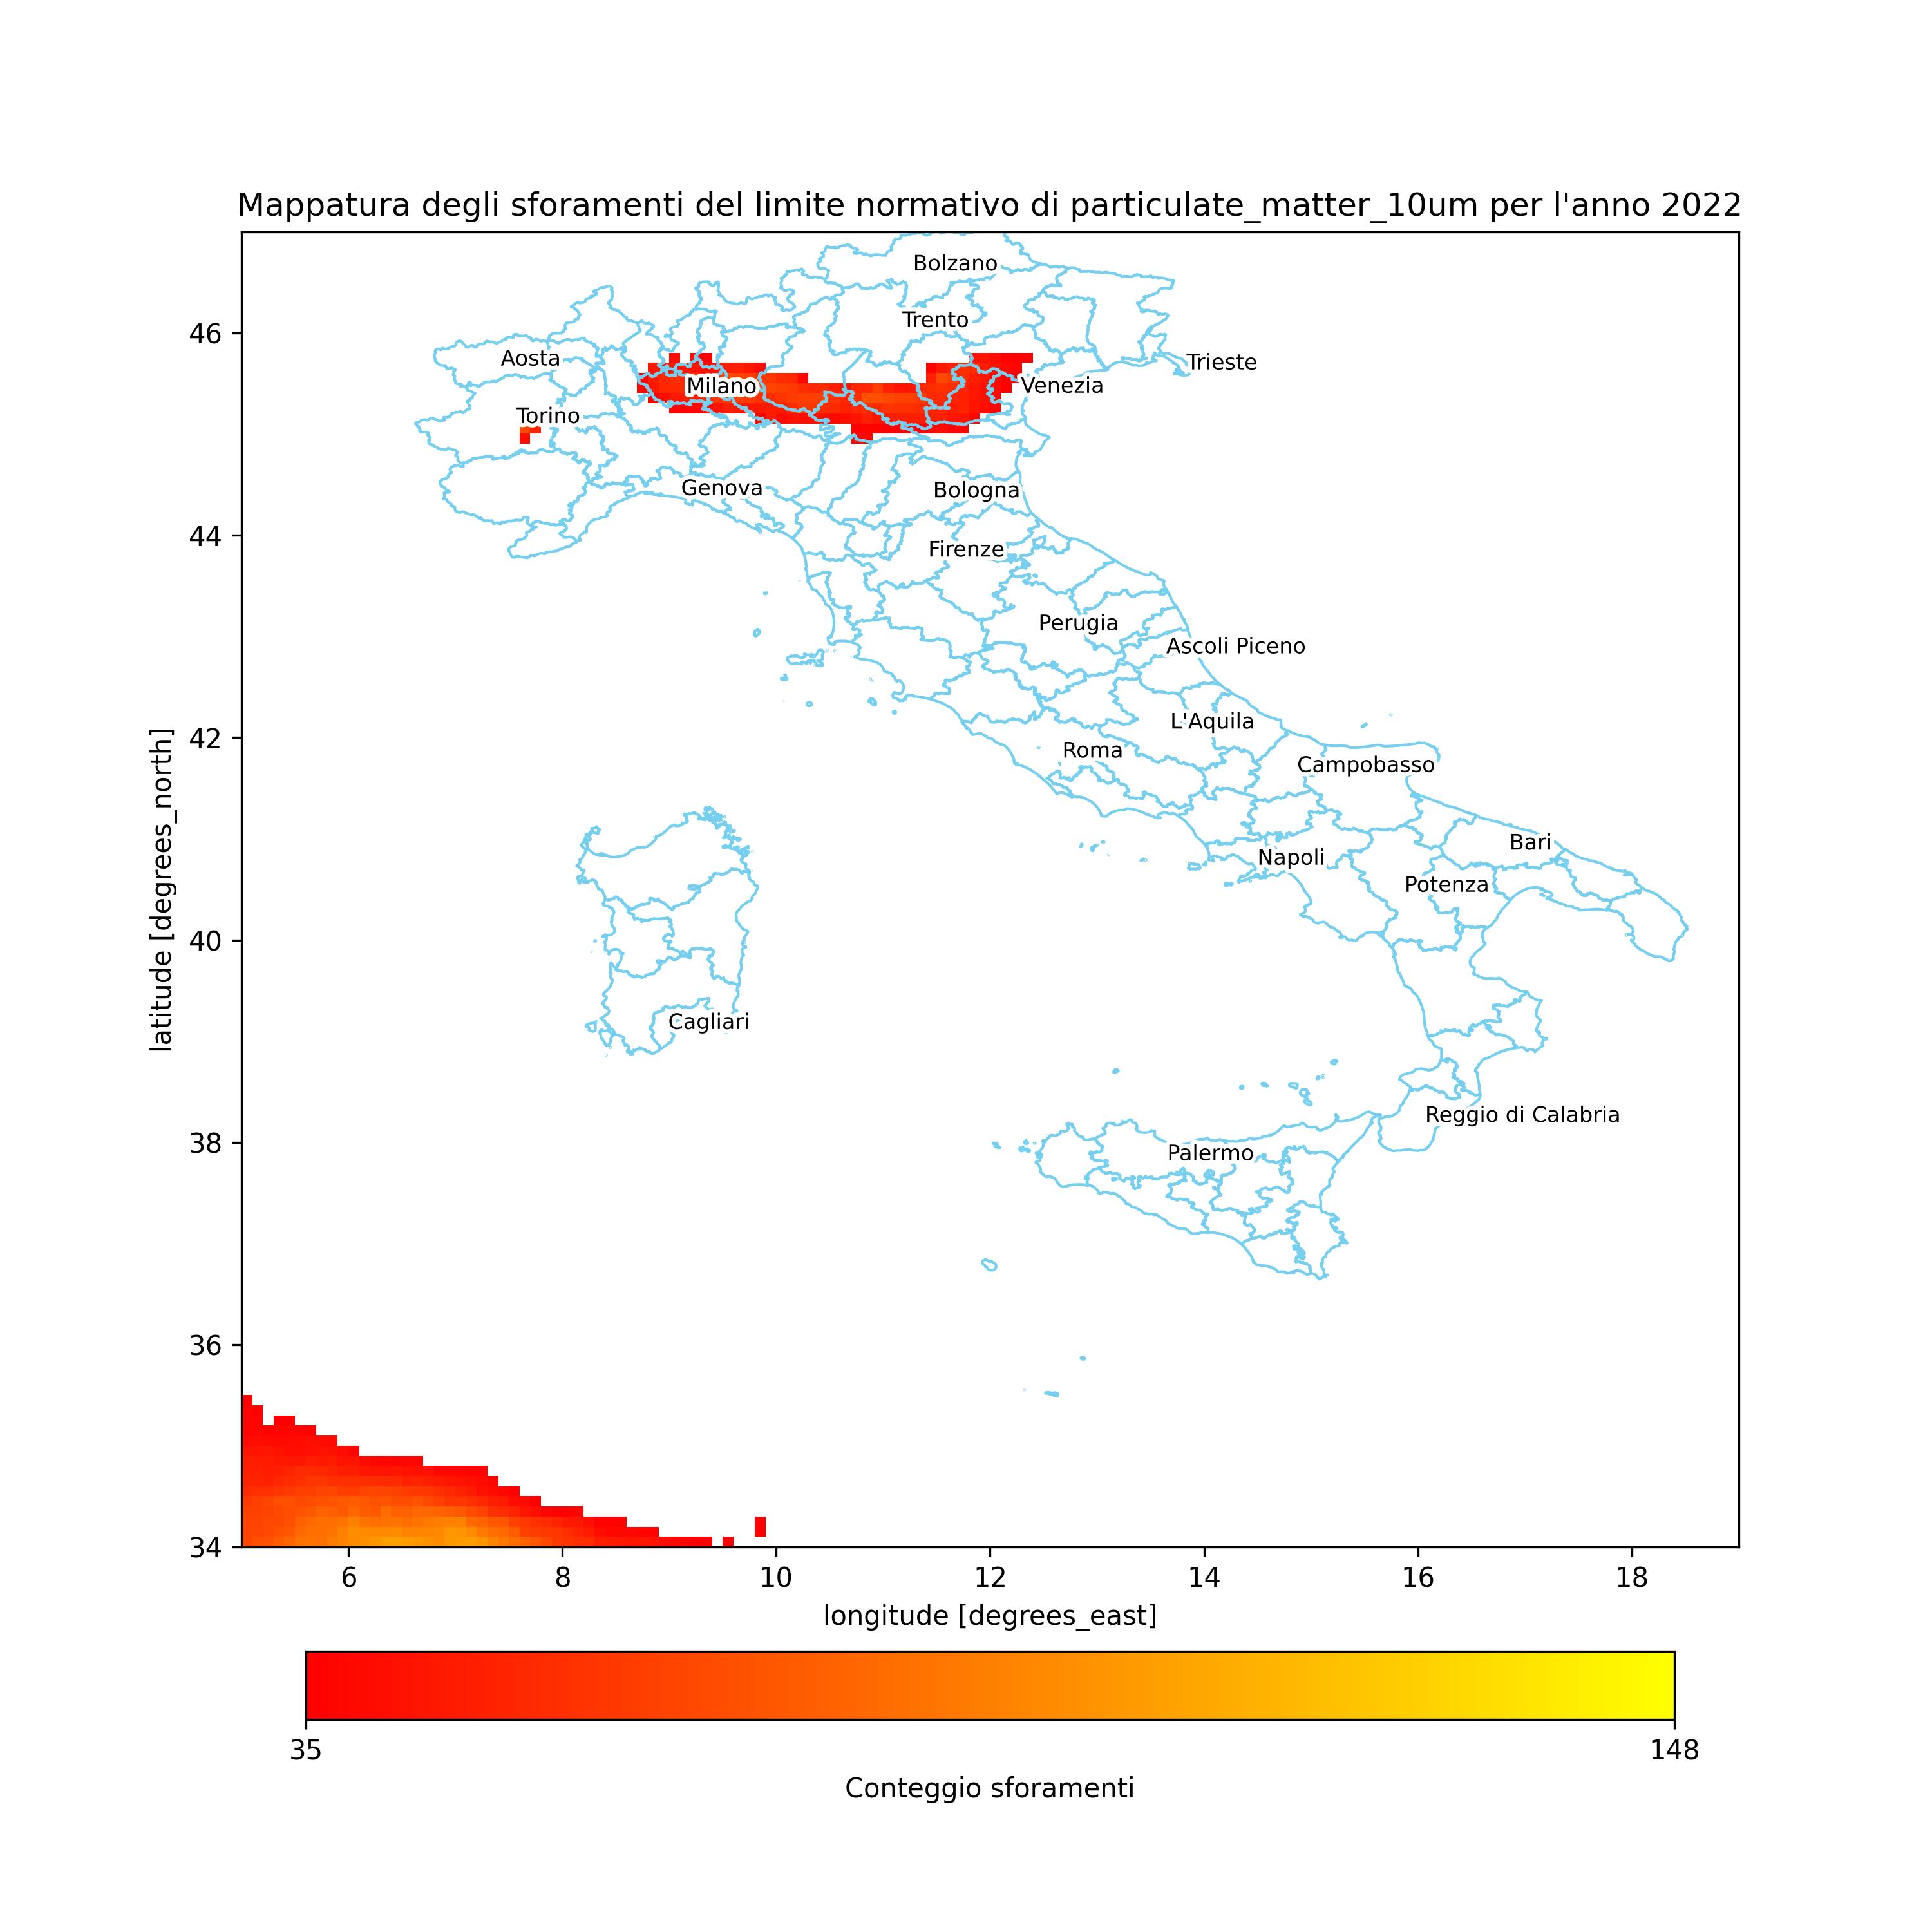 Mappatura degli sforamenti del limite normativo di particulate_matter_10um per l'anno 2022
Bolzano
Trento
46
Aosta
Trieste
Milano
Venezia
Torino
Genova
Bologna
44
Firenze
Perugia
Ascoli Piceno
L'Aquila
42
Roma
Campobasso
Bari
Napoli
Potenza
latitude [degrees_north]
40
Cagliari
Reggio di Calabria
38
Palermo
36
34
6 8 10 12 14 16 18
longitude [degrees_east]
35 148
Conteggio sforamenti